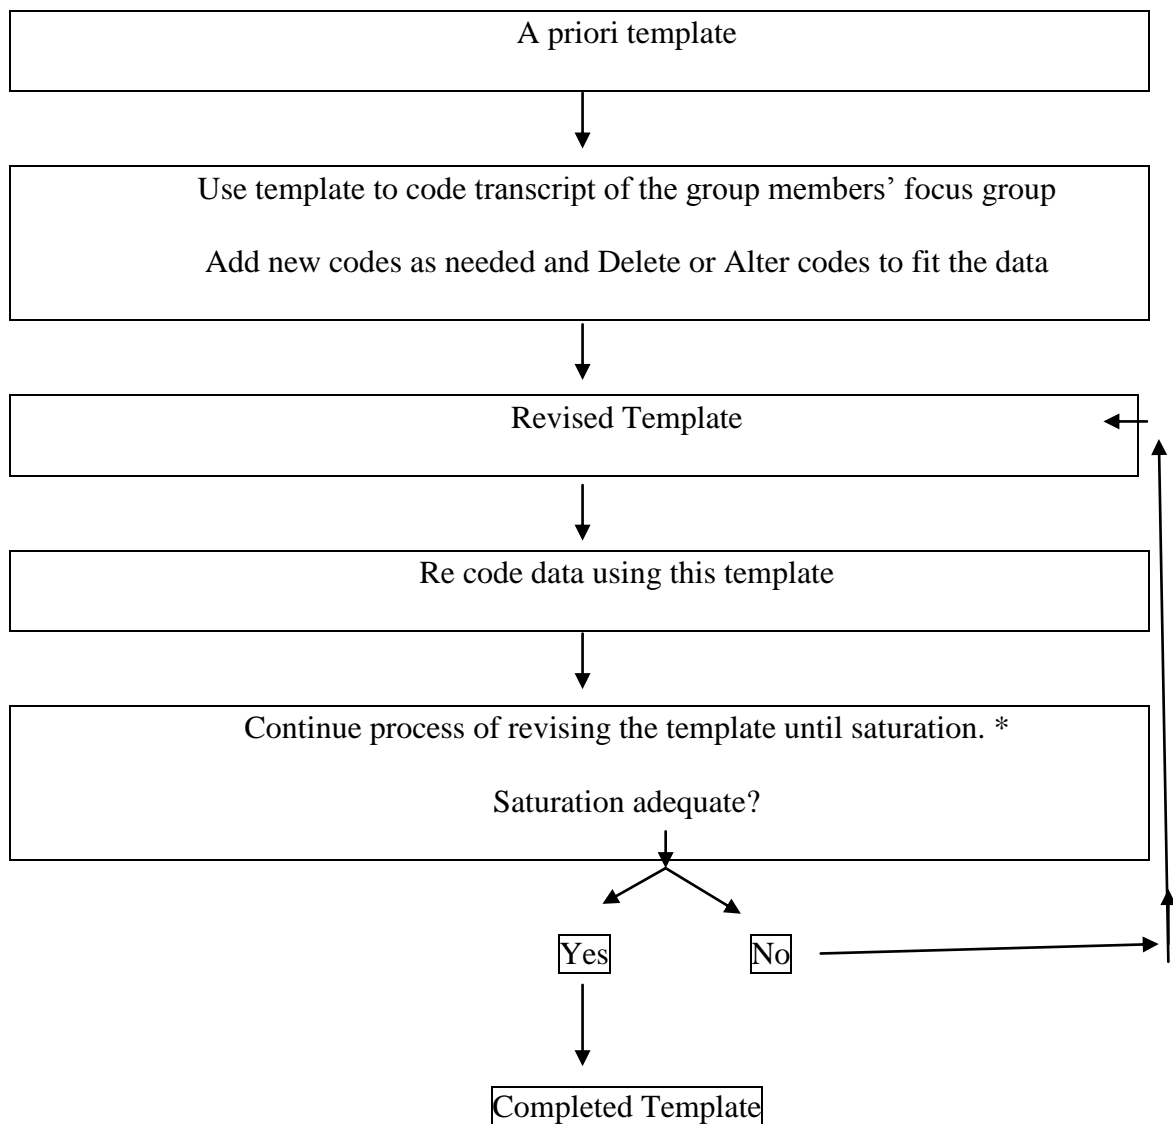 A priori template
Use template to code transcript of the group members’ focus group
Add new codes as needed and Delete or Alter codes to fit the data
Revised Template
Re code data using this template
Continue process of revising the template until saturation. *
Saturation adequate?
Yes
No
Completed Template